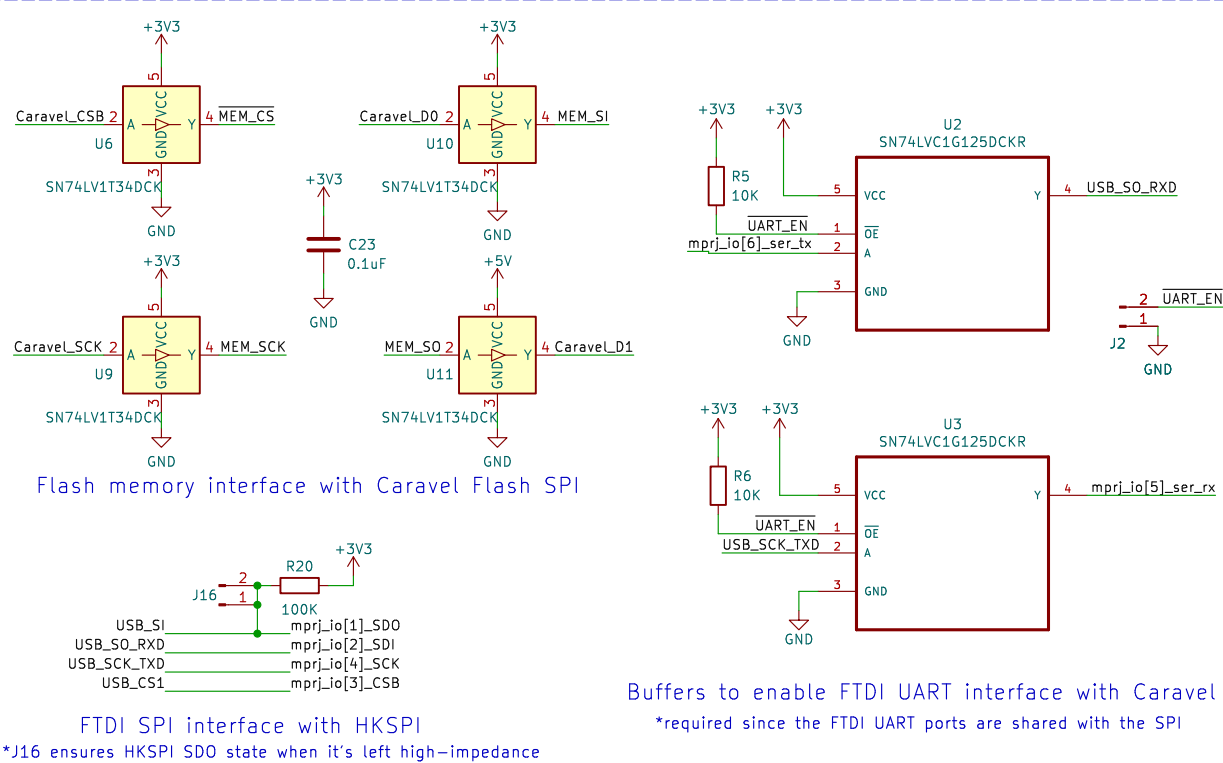 +3V3
5
VCC
Caravel_CSB 2 A Y 4 MEM_CS
U6
GND
3
SN74LV1T34DCK
GND
+3V3
5
VCC
Caravel_D0 2 A Y 4 MEM_SI
U10
GND
3
SN74LV1T34DCK
GND
+3V3
C23
0.1uF
GND
+3V3
5
VCC
Caravel_SCK 2 A Y 4 MEM_SCK
U9
GND
3
SN74LV1T34DCK
GND
+5V
5
VCC
MEM_SO 2 A Y 4 Caravel_D1
U11
GND
3
SN74LV1T34DCK
GND
Flash memory interface with Caravel Flash SPI
+3V3
R20
100K
J16
2
1
USB_SI mprj_io[1]_SDO
USB_SO_RXD mprj_io[2]_SDI
USB_SCK_TXD mprj_io[4]_SCK
USB_CS1 mprj_io[3]_CSB
FTDI SPI interface with HKSPI
*J16 ensures HKSPI SDO state when it's left high-impedance
+3V3 +3V3
U2
SN74LVC1G125DCKR
R5
10K
5 VCC Y 4 USB_SO_RXD
UART_EN 1 OE
mprj_io[6]_ser_tx 2 A
3 GND
GND
2 UART_EN
1
J2
GND
+3V3 +3V3
U3
SN74LVC1G125DCKR
R6
10K
5 VCC Y 4 mprj_io[5]_ser_rx
UART_EN 1 OE
USB_SCK_TXD 2 A
3 GND
GND
Buffers to enable FTDI UART interface with Caravel
*required since the FTDI UART ports are shared with the SPI